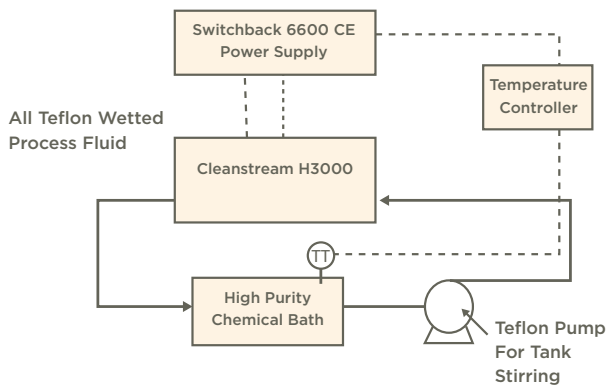 Switchback 6600 CE
Power Supply
Temperature
Controller
All Teflon Wetted
Process Fluid
Cleanstream H3000
TT
High Purity
Chemical Bath
Teflon Pump
For Tank
Stirring